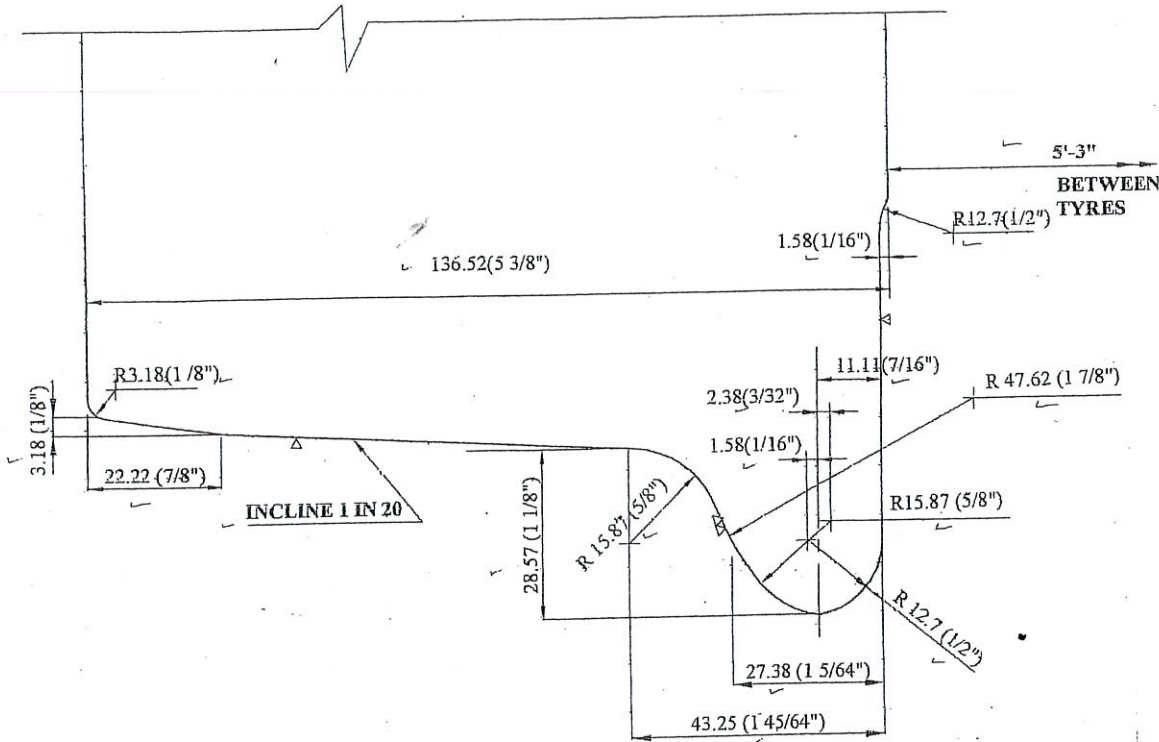 5'-3"
BETWEEN
TYRES
R12.7(1/2")
1.58(1/16")
136.52(5 3/8")
11.11(7/16")
R3.18(1/8")
2.38(3/32")
R 47.62 (1 7/8")
3.18 (1/8")
1.58(1/16")
22.22 (7/8")
INCLINE 1 IN 20
R15.87 (5/8")
28.57 (1 1/8")
R 15.87 (5/8")
R 12.7 (1/2")
27.38 (1 5/64")
43.25 (1 45/64")